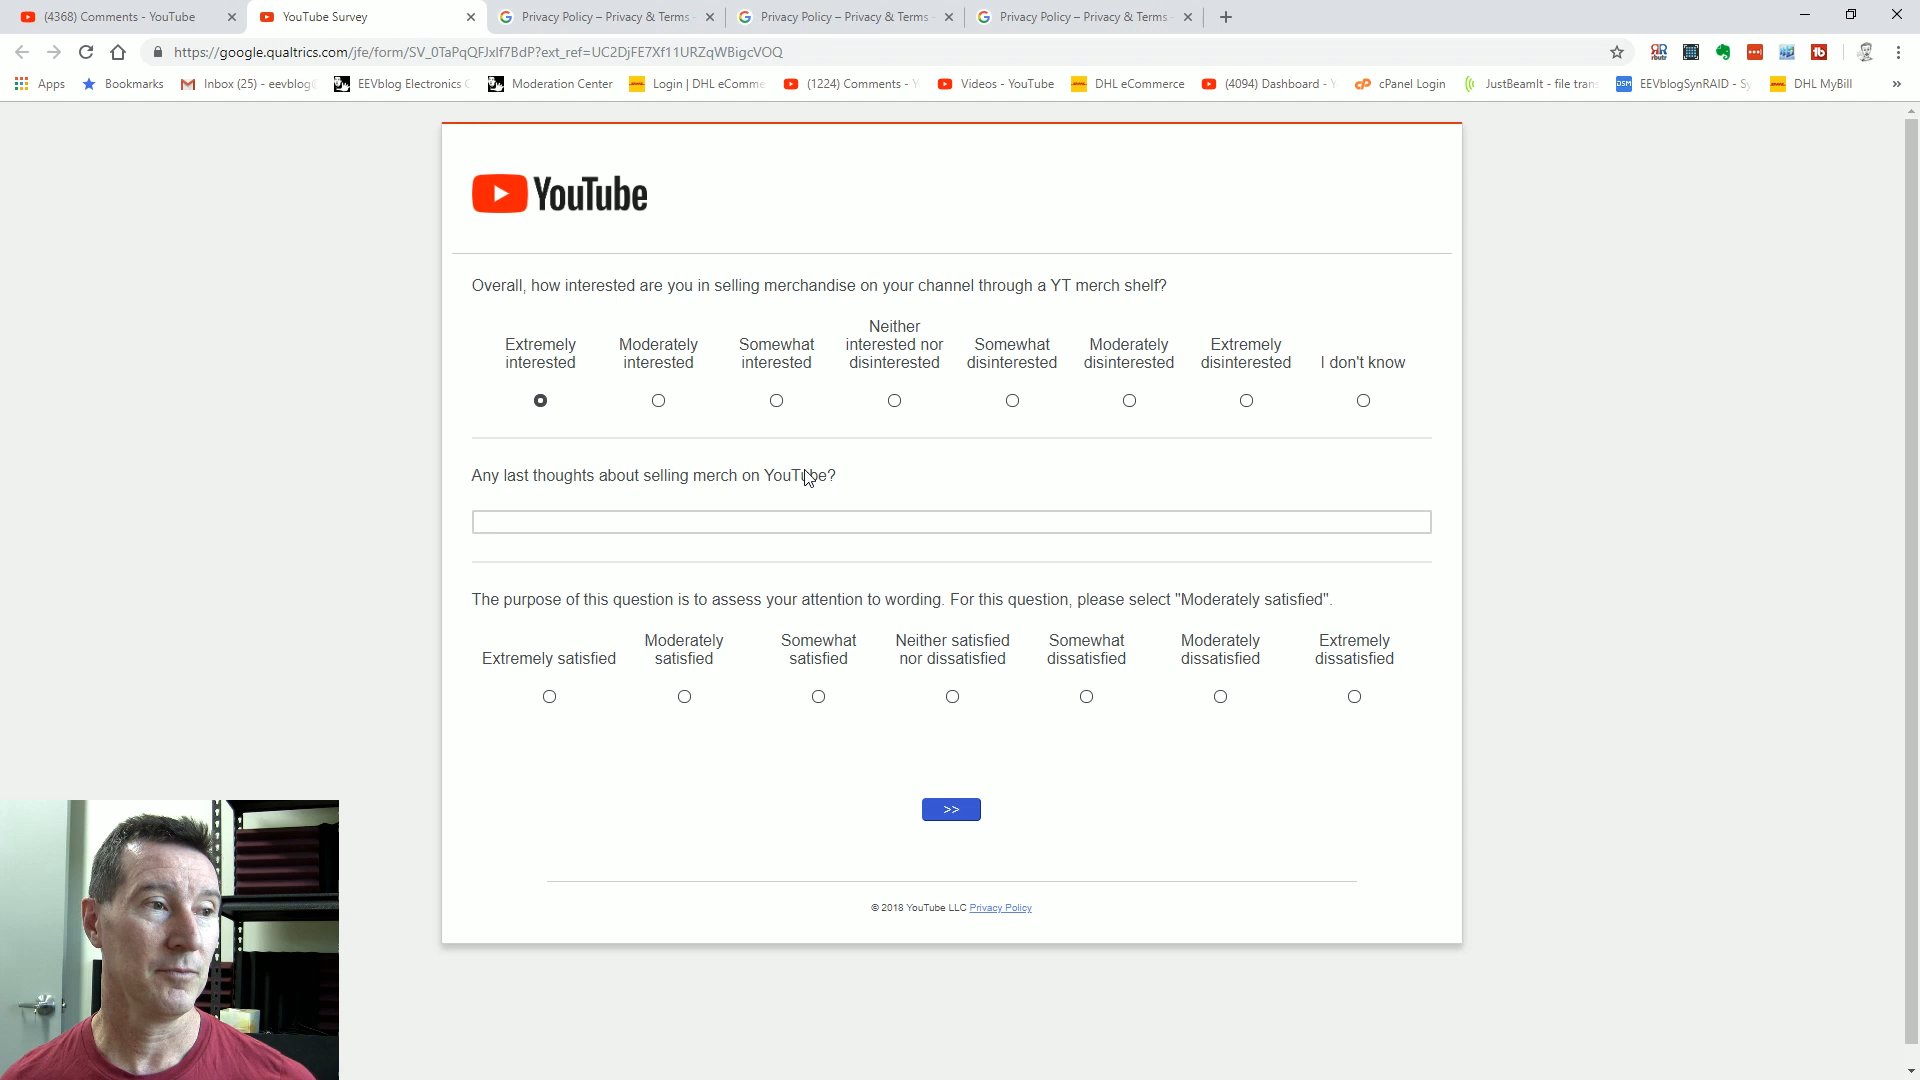 (4368) Comments - YouTube
YouTube Survey
Privacy Policy – Privacy & Terms
Privacy Policy – Privacy & Terms
Privacy Policy – Privacy & Terms
https://google.qualtrics.com/jfe/form/SV_0TaPqQFJxlf7BdP?ext_ref=UC2DjFE7Xf11URZqWBigcVOQ
Apps
Bookmarks
Inbox (25) - eevblog
EEVblog Electronics
Moderation Center
Login | DHL eComme
(1224) Comments -
Videos - YouTube
DHL eCommerce
(4094) Dashboard -
cPanel Login
JustBeamIt - file tran
EEVblogSynRAID - Sy
DHL MyBill
»
YouTube
Overall, how interested are you in selling merchandise on your channel through a YT merch shelf?
Extremely interested
Moderately interested
Somewhat interested
Neither interested nor disinterested
Somewhat disinterested
Moderately disinterested
Extremely disinterested
I don't know
Any last thoughts about selling merch on YouTube?
The purpose of this question is to assess your attention to wording. For this question, please select "Moderately satisfied".
Extremely satisfied
Moderately satisfied
Somewhat satisfied
Neither satisfied nor dissatisfied
Somewhat dissatisfied
Moderately dissatisfied
Extremely dissatisfied
>>
© 2018 YouTube LLC Privacy Policy